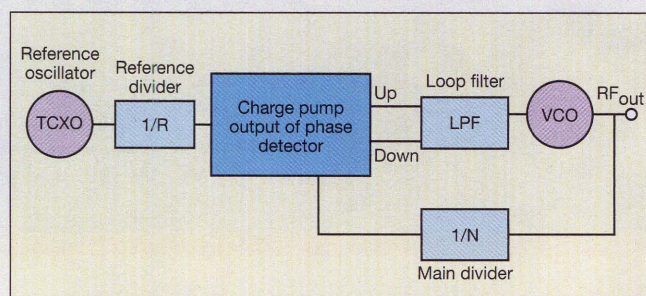 Reference
oscillator
TCXO
Reference
divider
1/R
Charge pump
output of phase
detector
Up
Down
Loop filter
LPF
VCO
RFout
1/N
Main divider